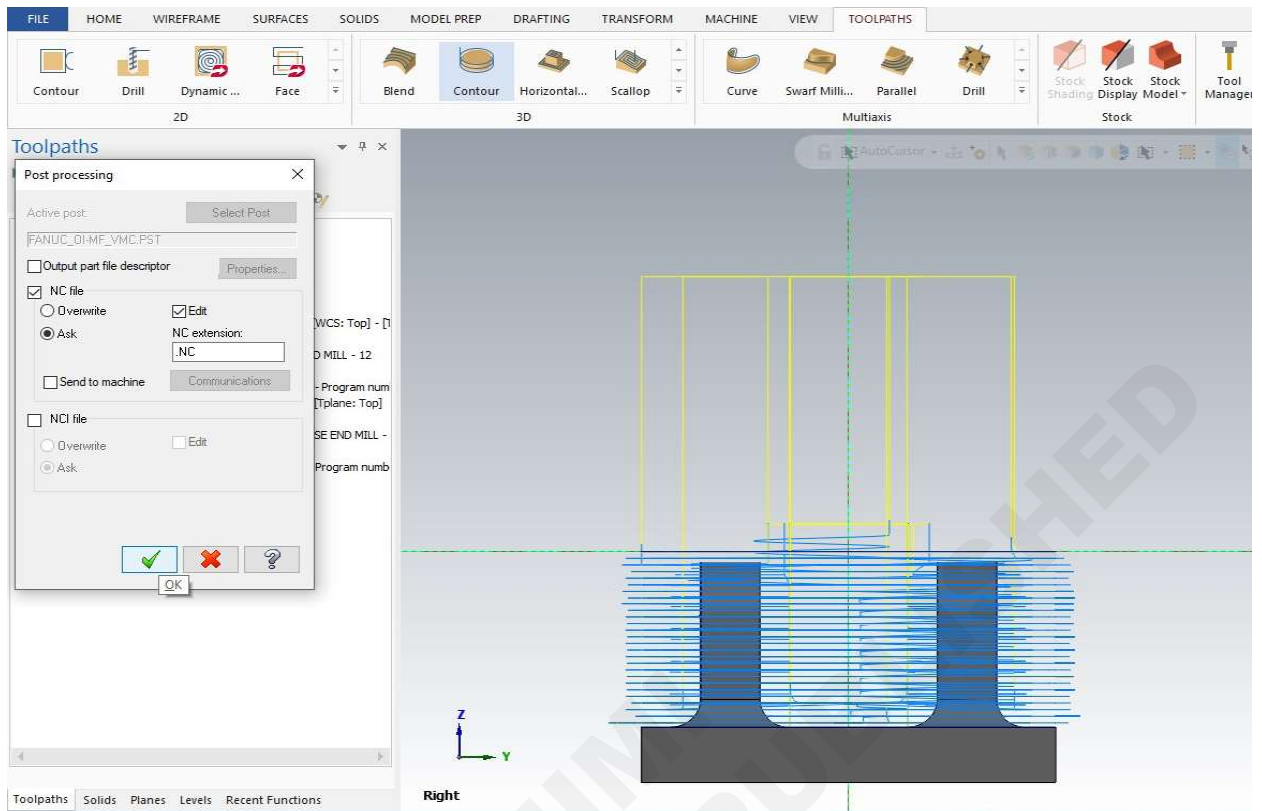 FILE HOME WIREFRAME SURFACES SOLIDS MODEL PREP DRAFTING TRANSFORM MACHINE VIEW TOOLPATHS
Contour Drill Dynamic ... Face Blend Contour Horizontal... Scallop Curve Swarf Milli... Parallel Drill Stock Shading Stock Display Stock Model Tool Manager
2D 3D Multiaxis Stock
Toolpaths
AutoCursor
Post processing
Active post: Select Post
FANUC_OI-MF_VMC.PST
Output part file descriptor Properties...
NC file
Overwrite Edit
Ask NC extension:
.NC
Send to machine Communications
NCI file
Overwrite Edit
Ask
OK
[WCS: Top] - [T
D MILL - 12
- Program num
[Tplane: Top]
SE END MILL -
Program numb
Z
Y
Right
Toolpaths Solids Planes Levels Recent Functions